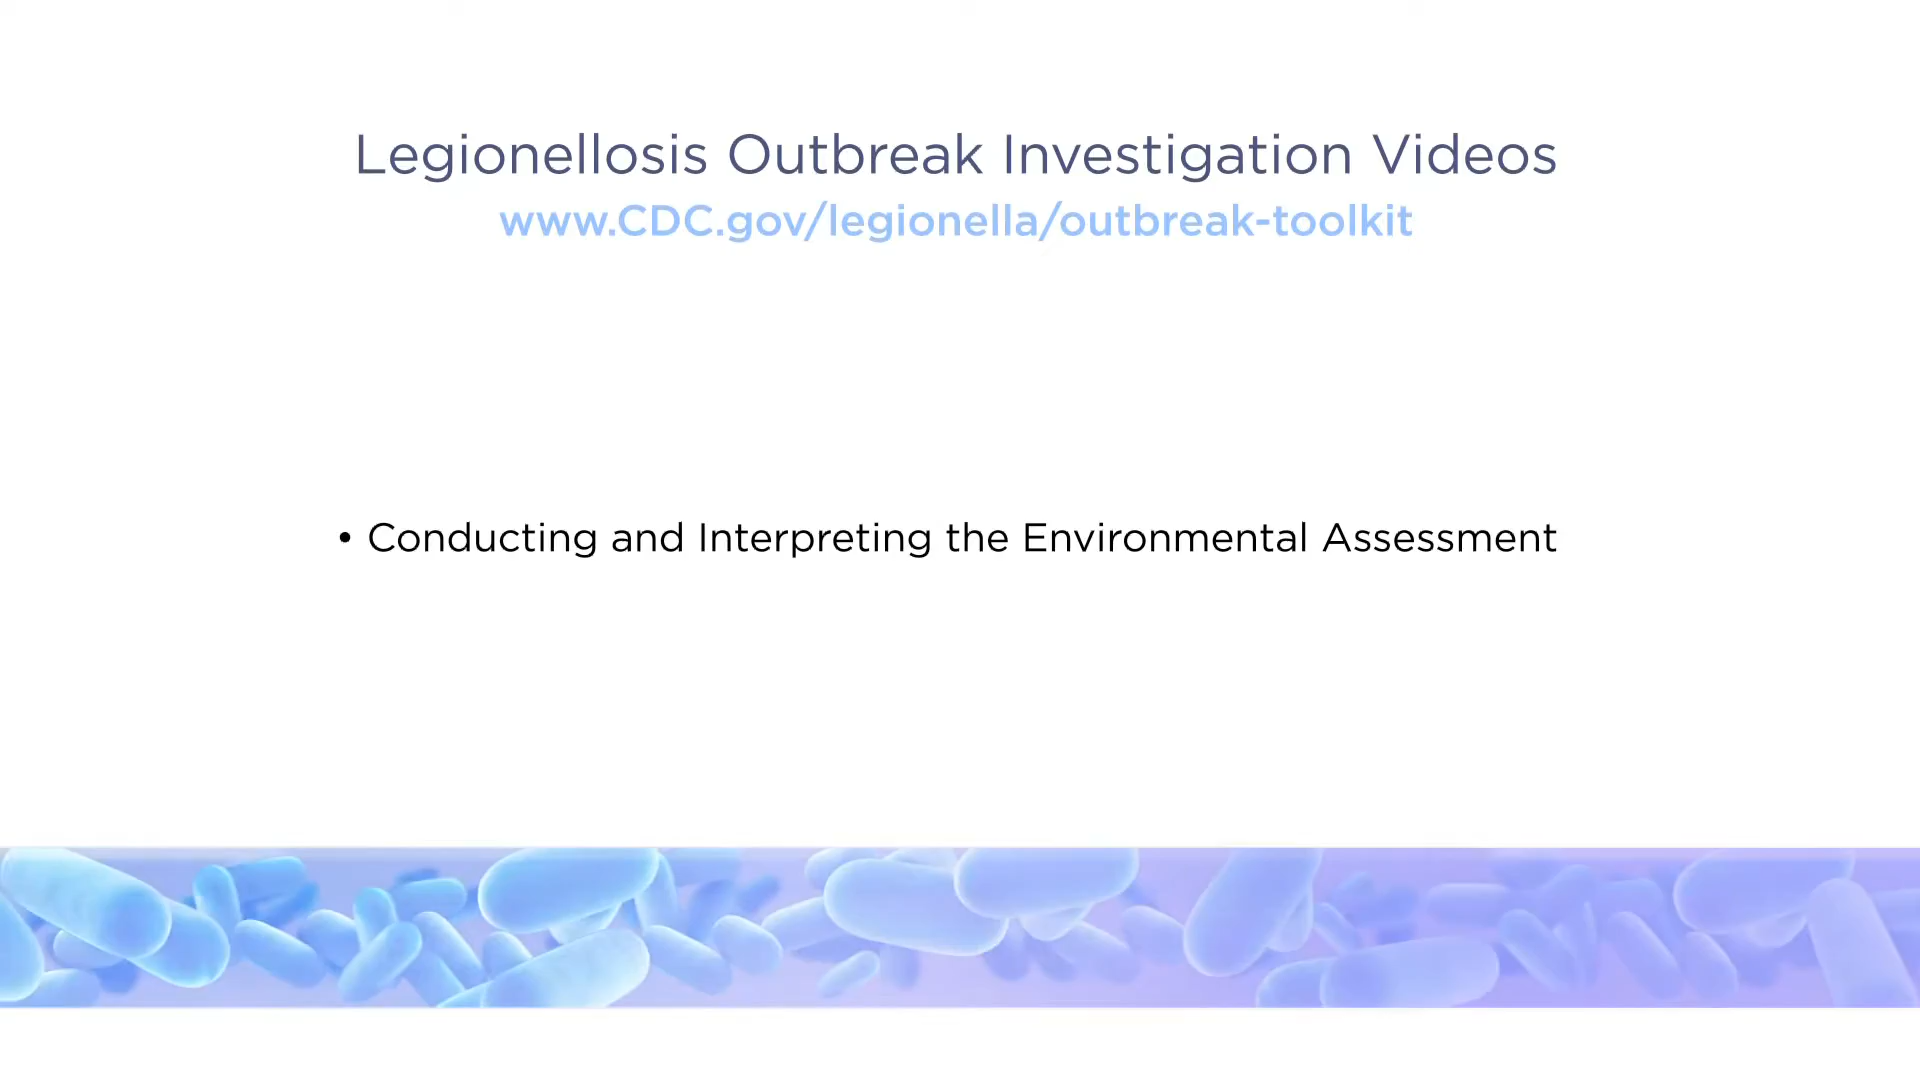 Legionellosis Outbreak Investigation Videos
www.CDC.gov/legionella/outbreak-toolkit
• Conducting and Interpreting the Environmental Assessment